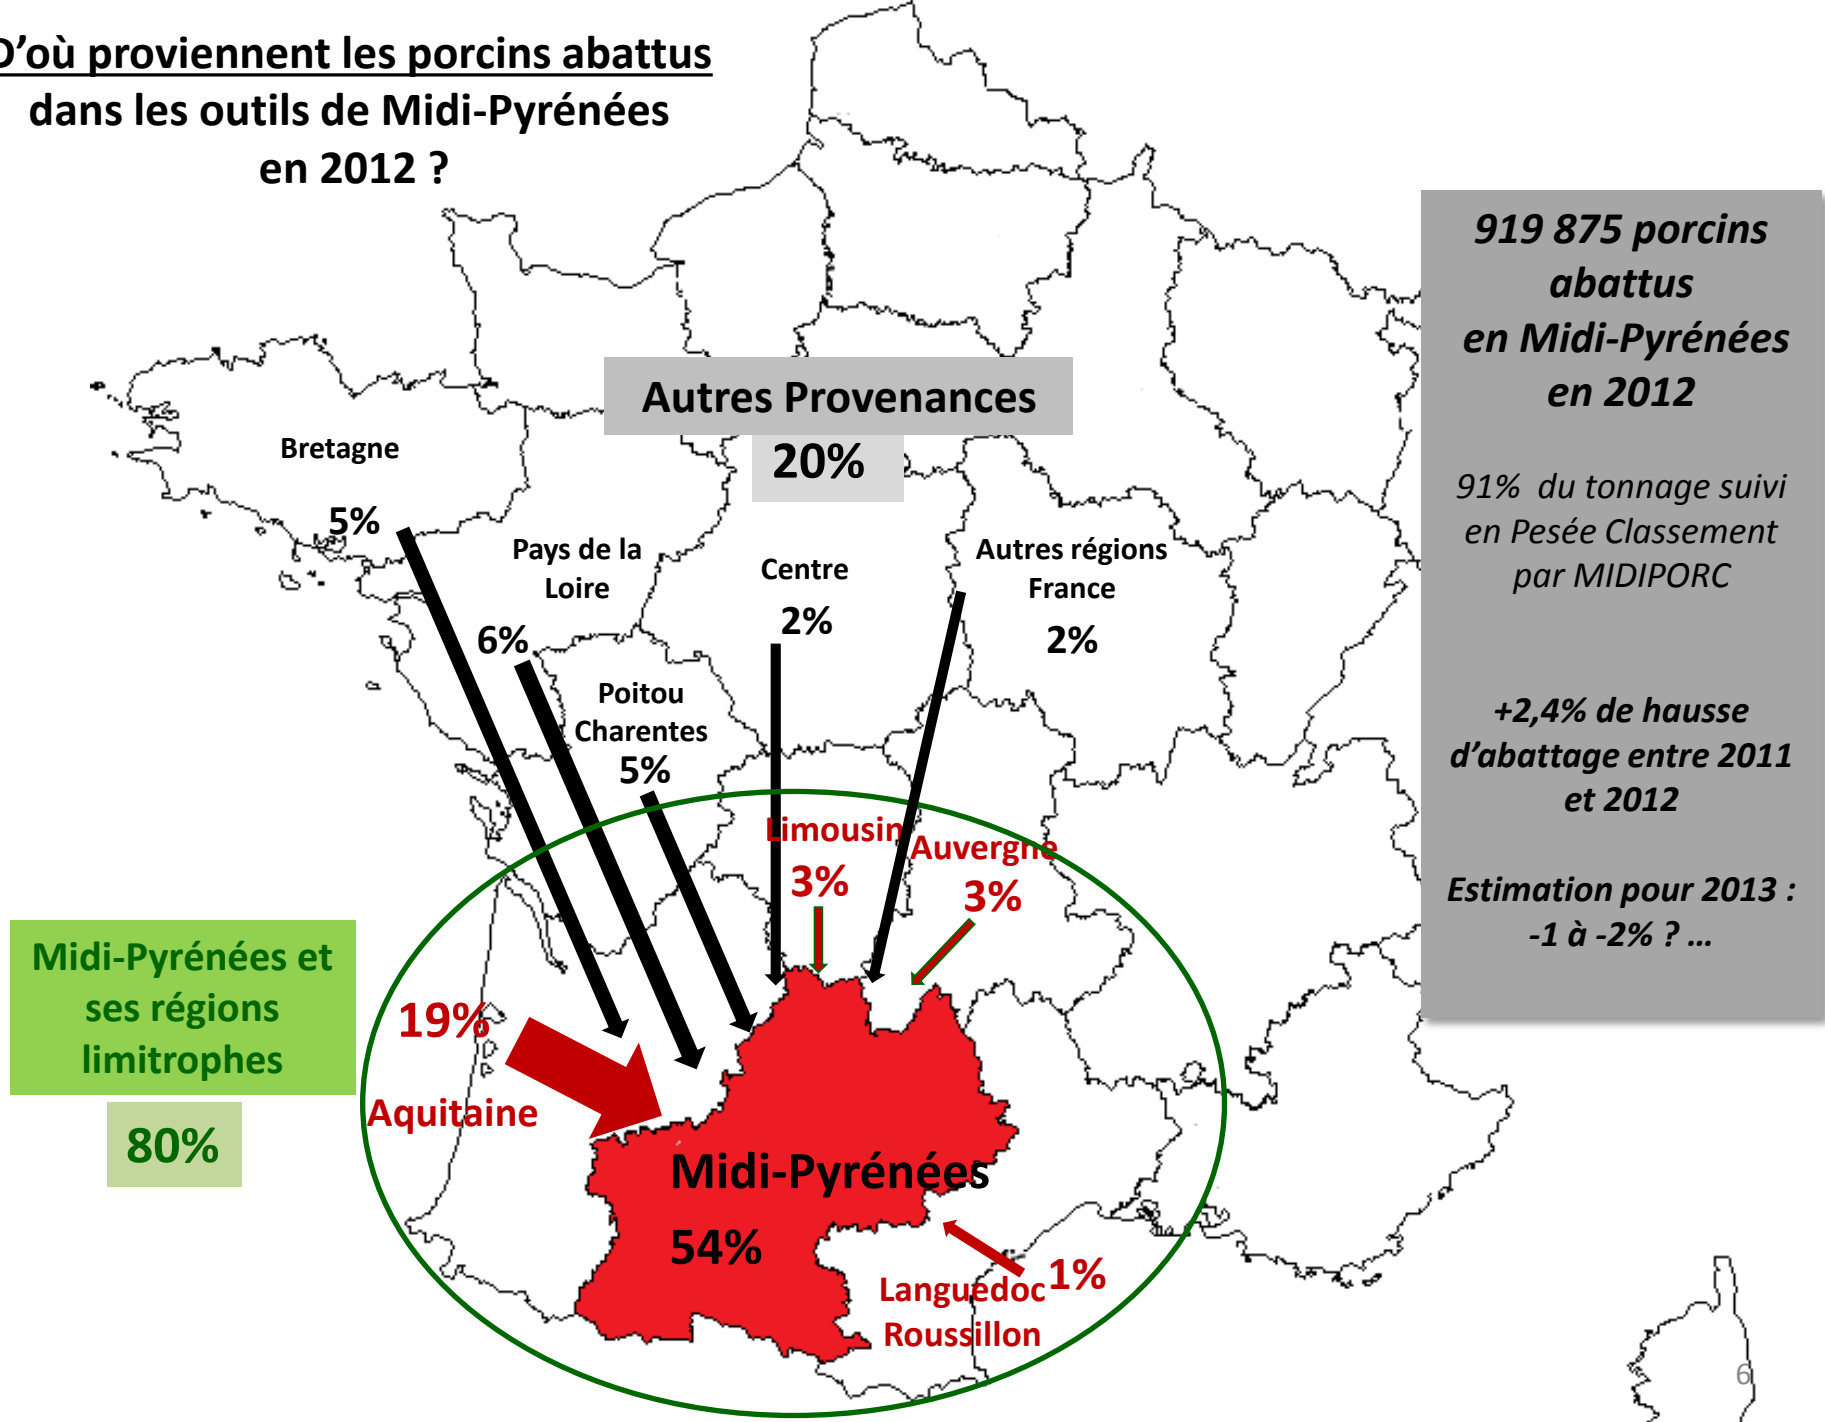 D'où proviennent les porcins abattus
dans les outils de Midi-Pyrénées
en 2012 ?
919 875 porcins
abattus
en Midi-Pyrénées
en 2012
91% du tonnage suivi
en Pesée Classement
par MIDIPORC
+2,4% de hausse
d'abattage entre 2011
et 2012
Estimation pour 2013 :
-1 à -2% ? …
Autres Provenances
20%
Bretagne
5%
Pays de la
Loire
6%
Centre
2%
Autres régions
France
2%
Poitou
Charentes
5%
Limousin
3%
Auvergne
3%
Midi-Pyrénées et
ses régions
limitrophes
80%
19%
Aquitaine
Midi-Pyrénées
54%
1%
Languedoc
Roussillon
6